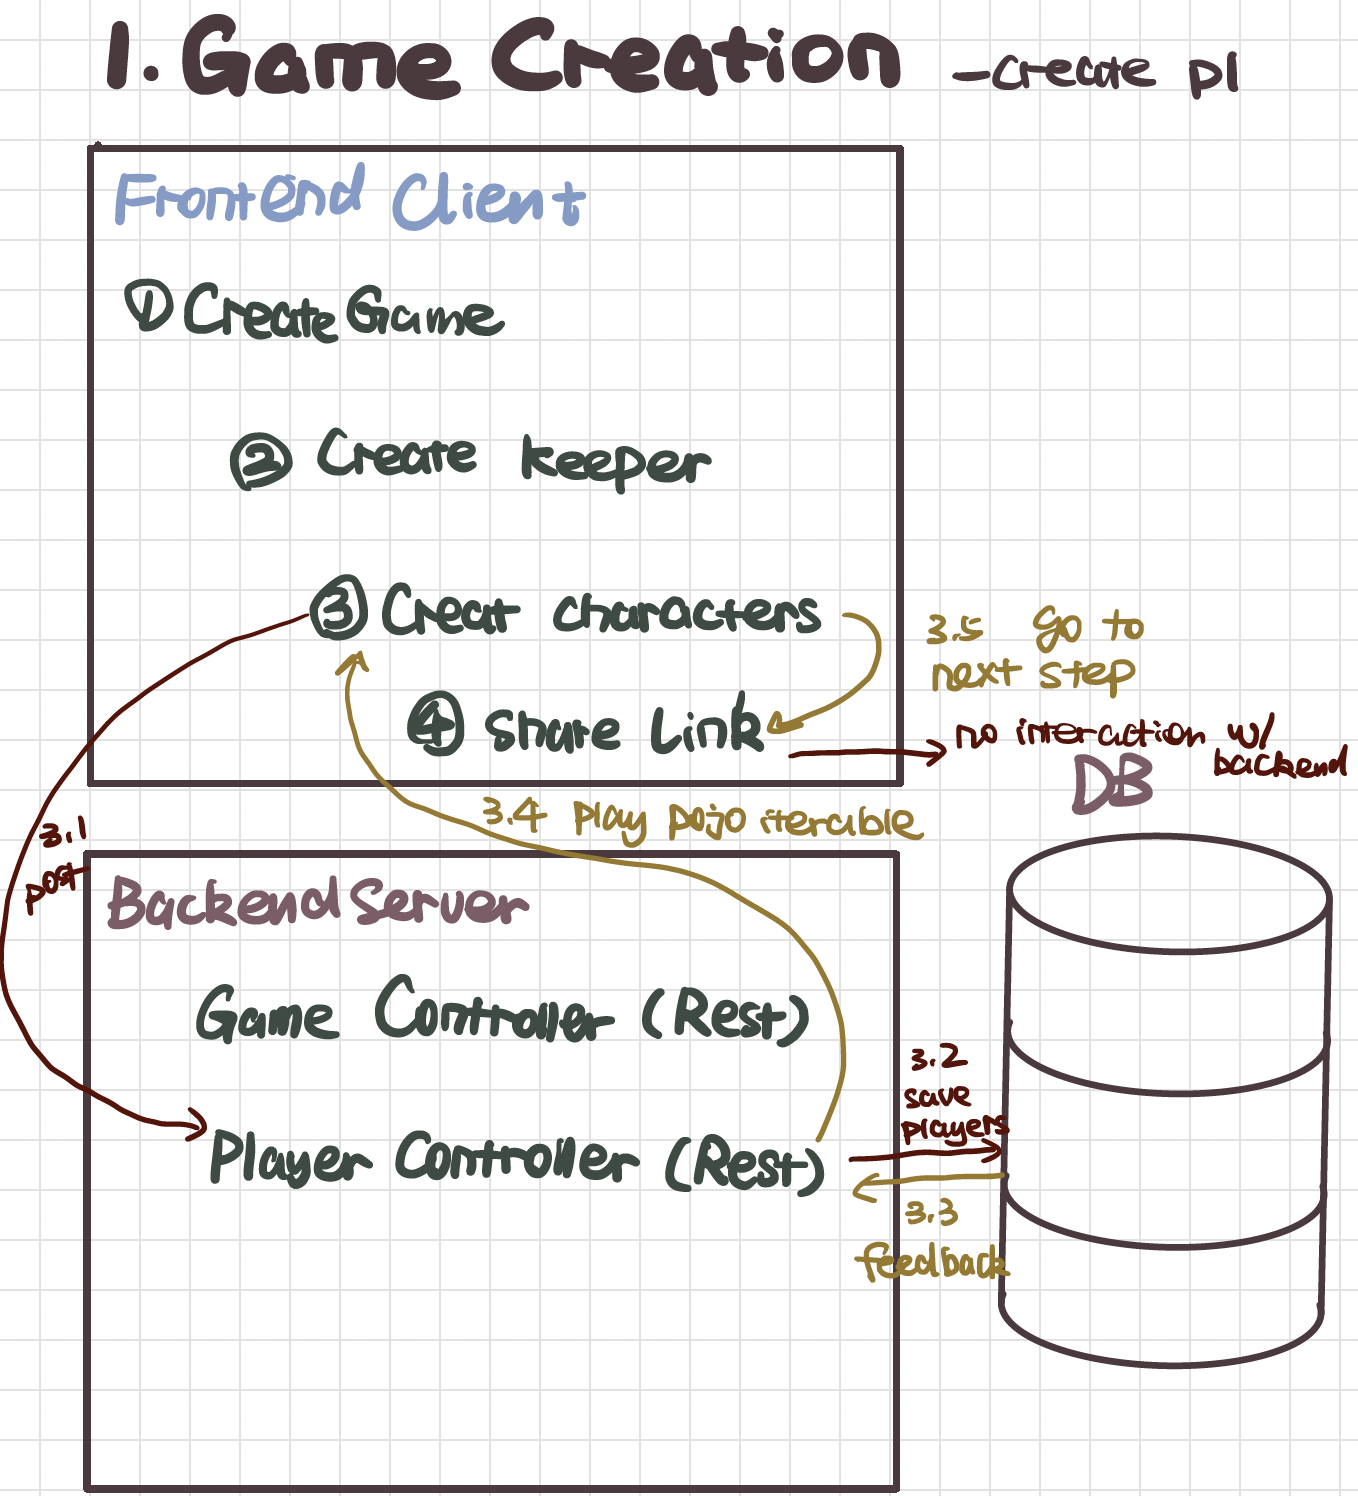 1. Game Creation - create pl
Frontend Client
① Create Game
② Create keeper
③ Creat characters
3.5 Go to
next step
④ Share Link
no interaction w/
backend
DB
3.4 play pojo iterable
3.1
post
Backend Server
Game Controller (Rest)
3.2
save
players
Player Controller (Rest)
3.3
feedback